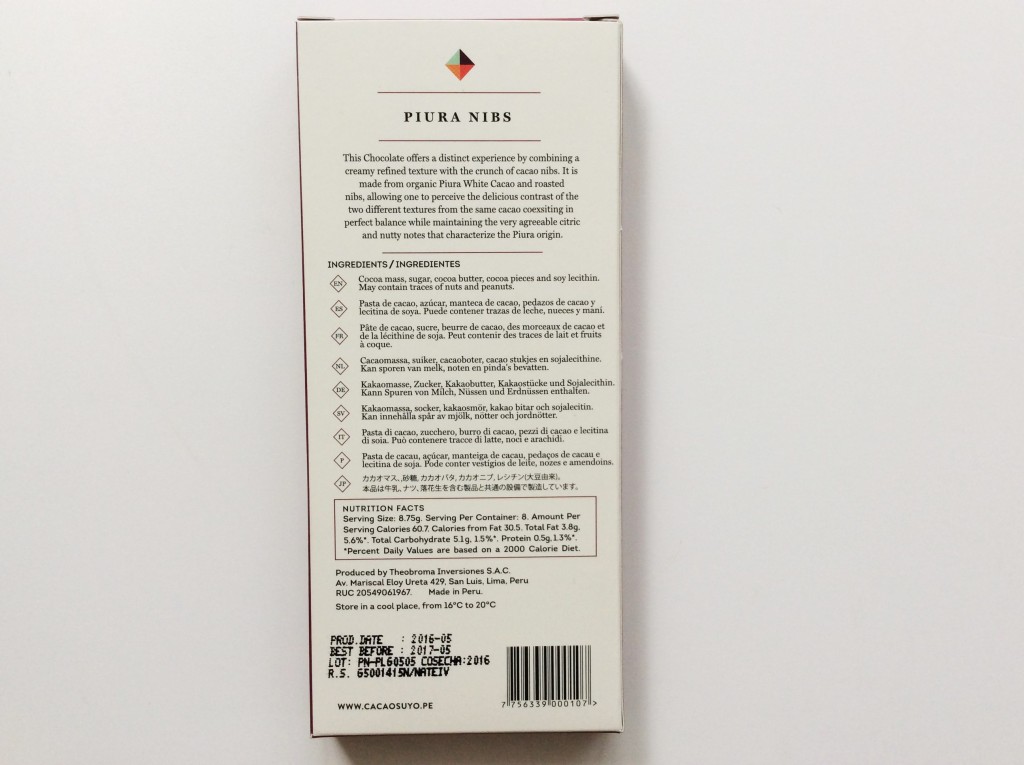 PIURA NIBS
This Chocolate offers a distinct experience by combining a
creamy refined texture with the crunch of cacao nibs. It is
made from organic Piura White Cacao and roasted
nibs, allowing one to perceive the delicious contrast of the
two different textures from the same cacao coexsiting in
perfect balance while maintaining the very agreeable citric
and nutty notes that characterize the Piura origin.
INGREDIENTS / INGREDIENTES
EN Cocoa mass, sugar, cocoa butter, cocoa pieces and soy lecithin.
May contain traces of nuts and peanuts.
ES Pasta de cacao, azúcar, manteca de cacao, pedazos de cacao y
lecitina de soya. Puede contener trazas de leche, nueces y maní.
FR Pâte de cacao, sucre, beurre de cacao, des morceaux de cacao et
de la lécithine de soja. Peut contenir des traces de lait et fruits
à coque.
NL Cacaomassa, suiker, cacaoboter, cacao stukjes en sojalecithine.
Kan sporen van melk, noten en pinda's bevatten.
DE Kakaomasse, Zucker, Kakaobutter, Kakaostücke und Sojalecithin.
Kann Spuren von Milch, Nüssen und Erdnüssen enthalten.
SV Kakaomassa, socker, kakaosmör, kakao bitar och sojalecitin.
Kan innehålla spår av mjölk, nötter och jordnötter.
IT Pasta di cacao, zucchero, burro di cacao, pezzi di cacao e lecitina
di soia. Può contenere tracce di latte, noci e arachidi.
P Pasta de cacau, açúcar, manteiga de cacau, pedaços de cacau e
lecitina de soja. Pode conter vestígios de leite, nozes e amendoins.
JP カカオマス、砂糖, カカオバタ, カカオニブ, レシチン(大豆由来)。
本品は牛乳、ナツ、落花生を含む製品と共通の設備で製造しています。
NUTRITION FACTS
Serving Size: 8.75g. Serving Per Container: 8. Amount Per
Serving Calories 60.7. Calories from Fat 30.5. Total Fat 3.8g,
5.6%*. Total Carbohydrate 5.1g, 1.5%*. Protein 0.5g,1.3%*.
*Percent Daily Values are based on a 2000 Calorie Diet.
Produced by Theobroma Inversiones S.A.C.
Av. Mariscal Eloy Ureta 429, San Luis, Lima, Peru
RUC 20549061967. Made in Peru.
Store in a cool place, from 16°C to 20°C
PROD.DATE : 2016-05
BEST BEFORE : 2017-05
LOT: PN-PL60505 COSECHA:2016
R.S. G5001415N/NATEIV
WWW.CACAOSUYO.PE
7 756339 000107 >